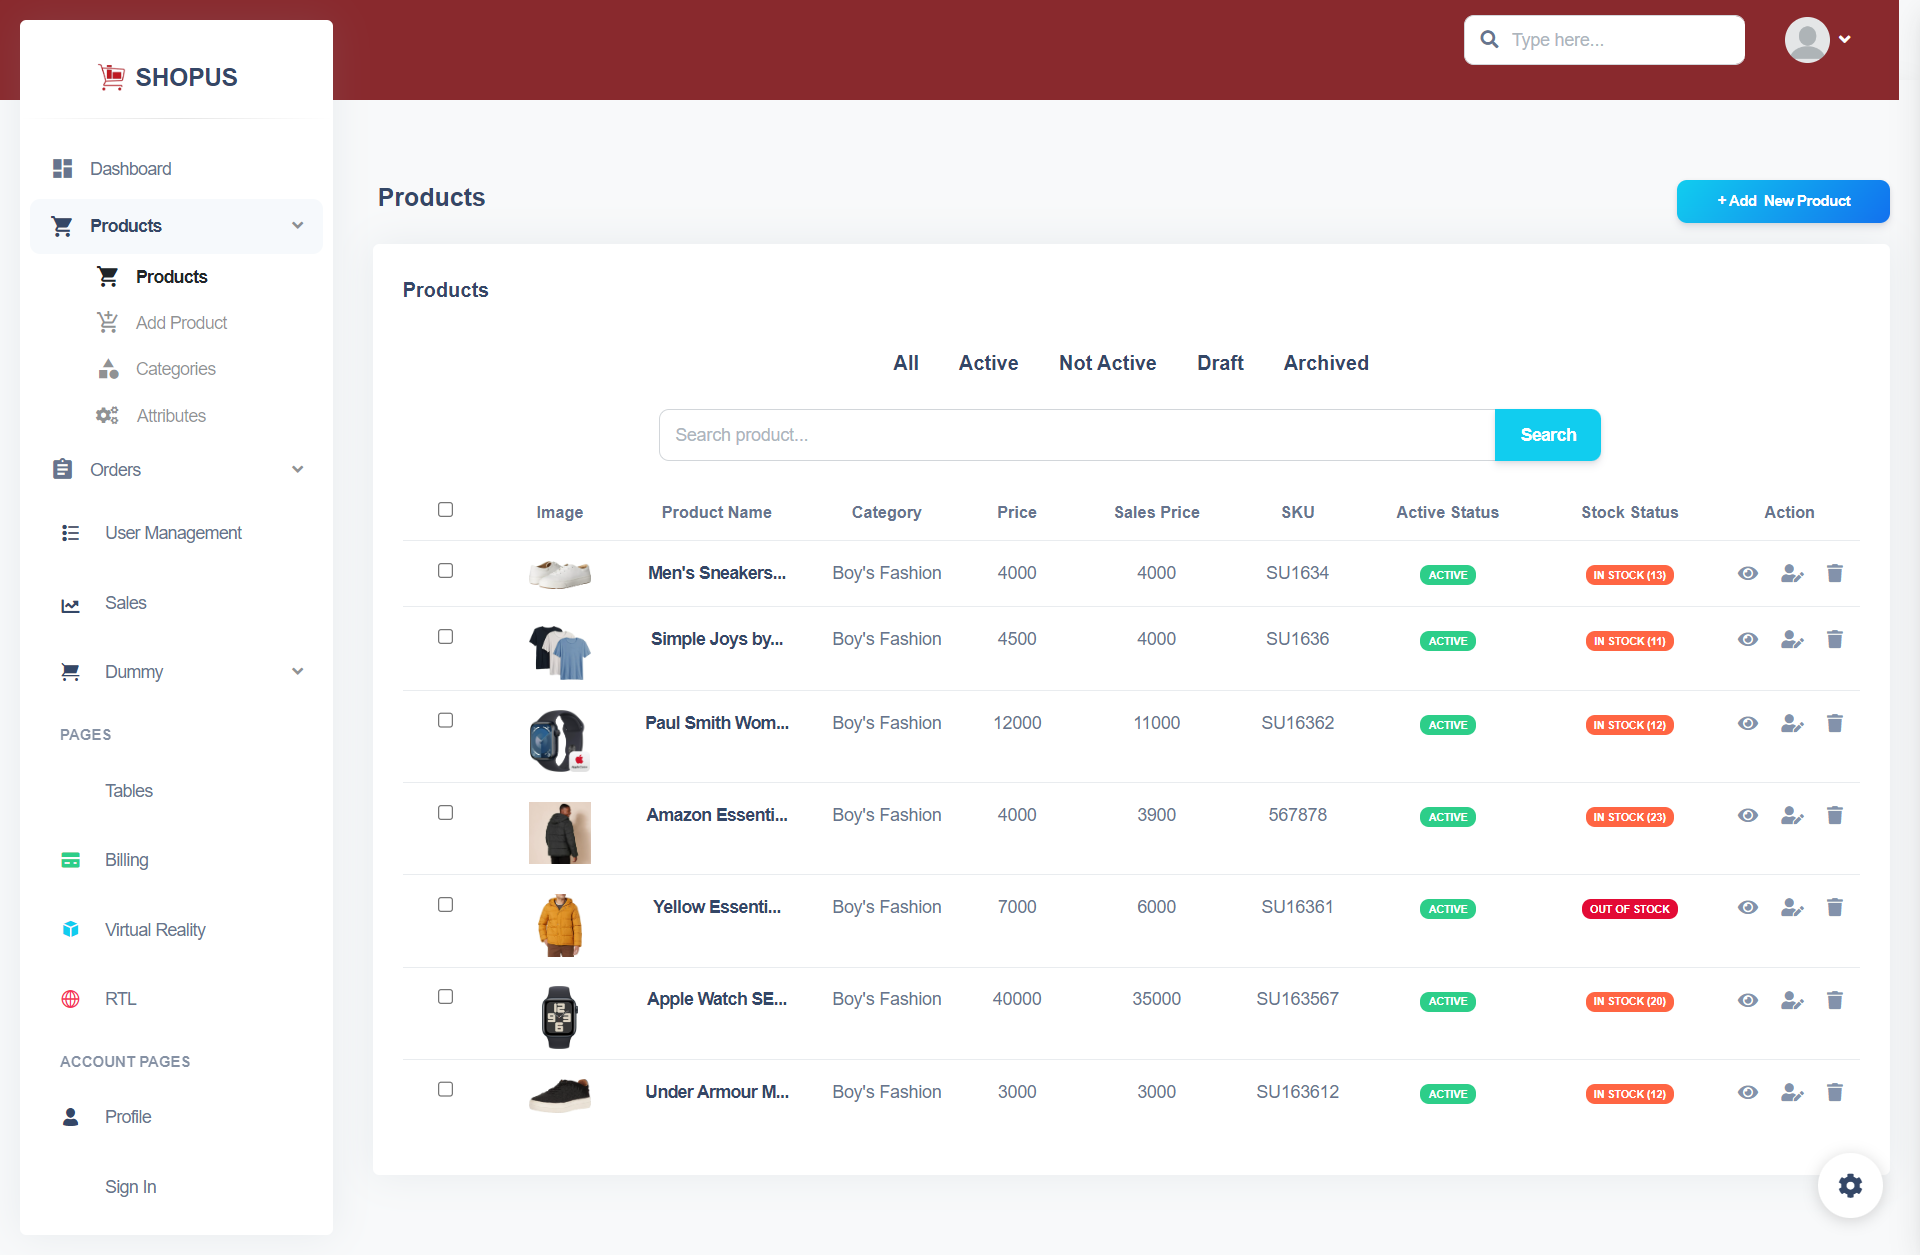 SHOPUS
Type here...
Dashboard
Products
Products
Add Product
Categories
Attributes
Orders
User Management
Sales
Dummy
PAGES
Tables
Billing
Virtual Reality
RTL
ACCOUNT PAGES
Profile
Sign In
Products
+ Add New Product
Products
All Active Not Active Draft Archived
Search product... Search
Image Product Name Category Price Sales Price SKU Active Status Stock Status Action
Men's Sneakers... Boy's Fashion 4000 4000 SU1634 ACTIVE IN STOCK (13)
Simple Joys by... Boy's Fashion 4500 4000 SU1636 ACTIVE IN STOCK (11)
Paul Smith Wom... Boy's Fashion 12000 11000 SU16362 ACTIVE IN STOCK (12)
Amazon Essenti... Boy's Fashion 4000 3900 567878 ACTIVE IN STOCK (23)
Yellow Essenti... Boy's Fashion 7000 6000 SU16361 ACTIVE OUT OF STOCK
Apple Watch SE... Boy's Fashion 40000 35000 SU163567 ACTIVE IN STOCK (20)
Under Armour M... Boy's Fashion 3000 3000 SU163612 ACTIVE IN STOCK (12)